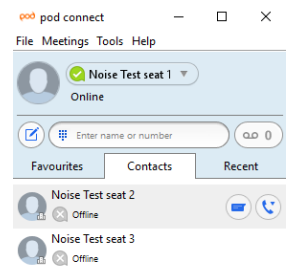 pod pod connect
File Meetings Tools Help
Noise Test seat 1
Online
Enter name or number
0
Favourites Contacts Recent
Noise Test seat 2
Offline
Noise Test seat 3
Offline